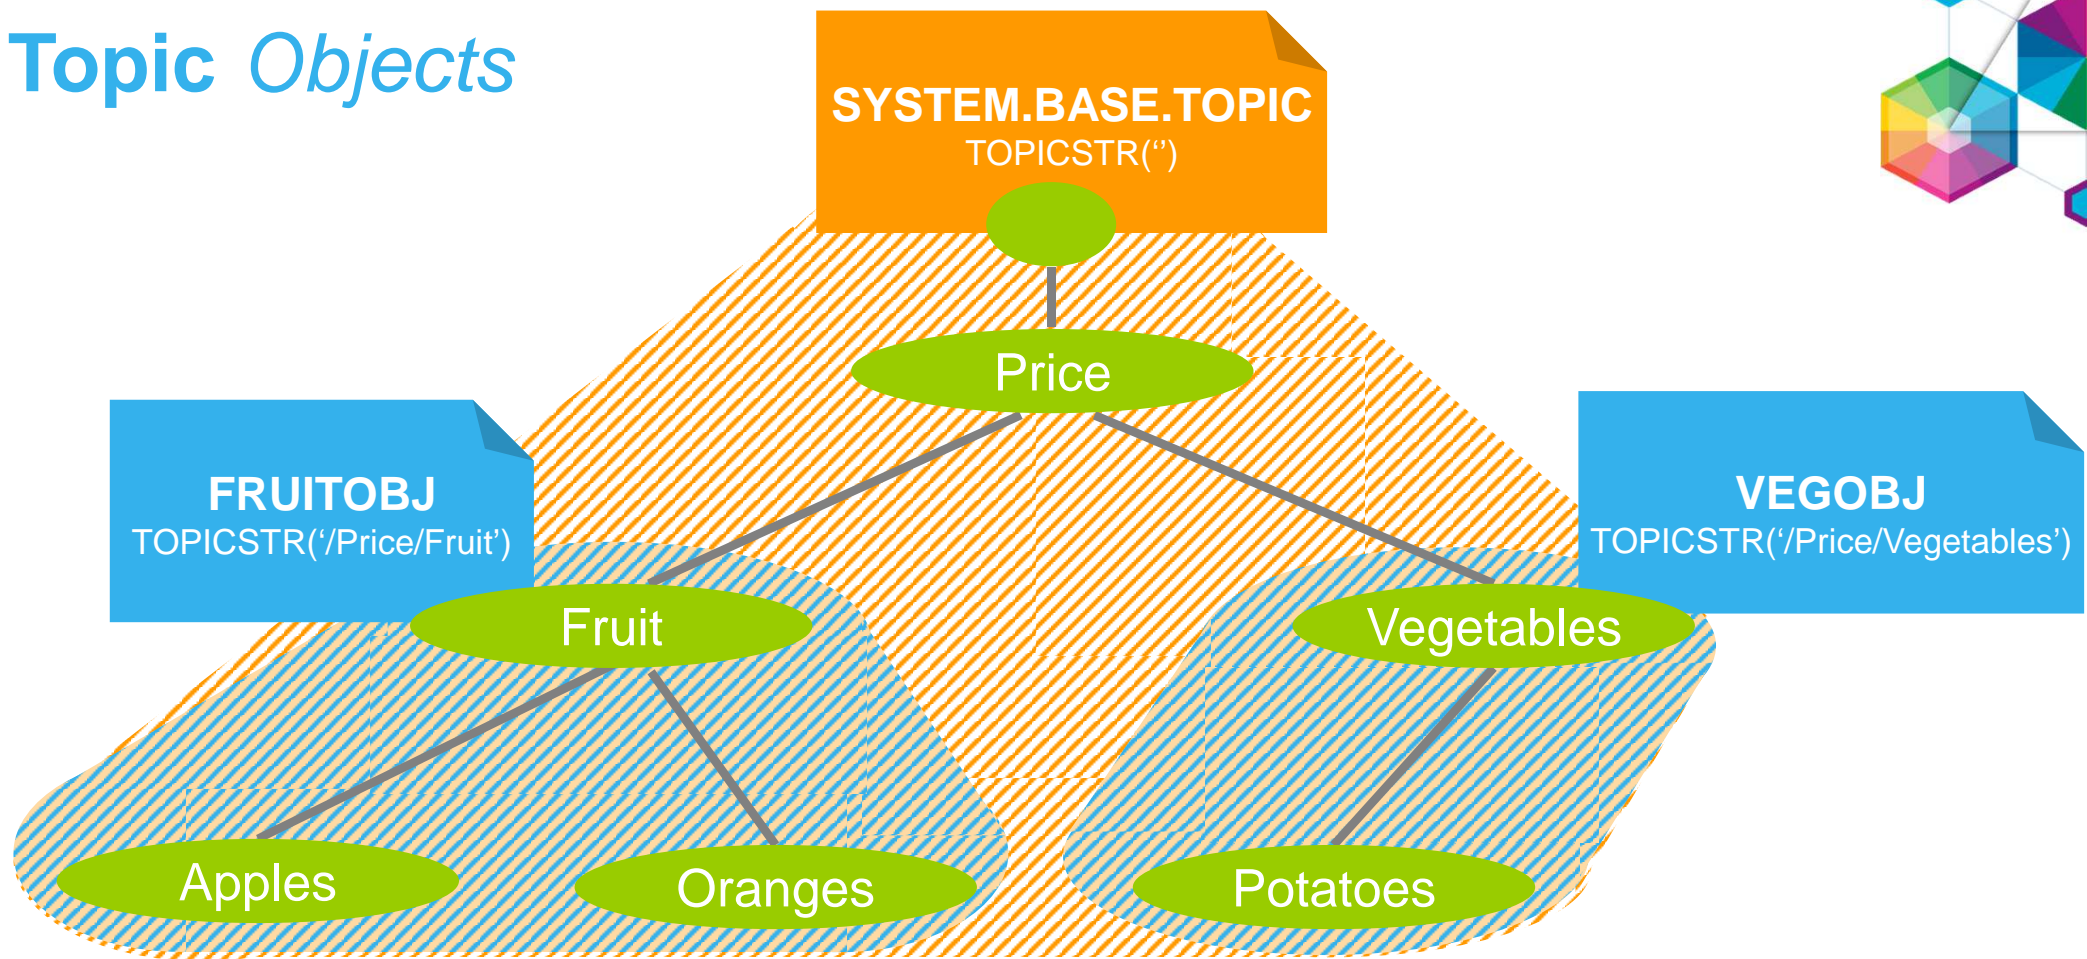 Topic Objects
SYSTEM.BASE.TOPIC
TOPICSTR(‘’)
Price
FRUITOBJ
TOPICSTR(‘/Price/Fruit’)
VEGOBJ
TOPICSTR(‘/Price/Vegetables’)
Fruit
Vegetables
Apples
Oranges
Potatoes